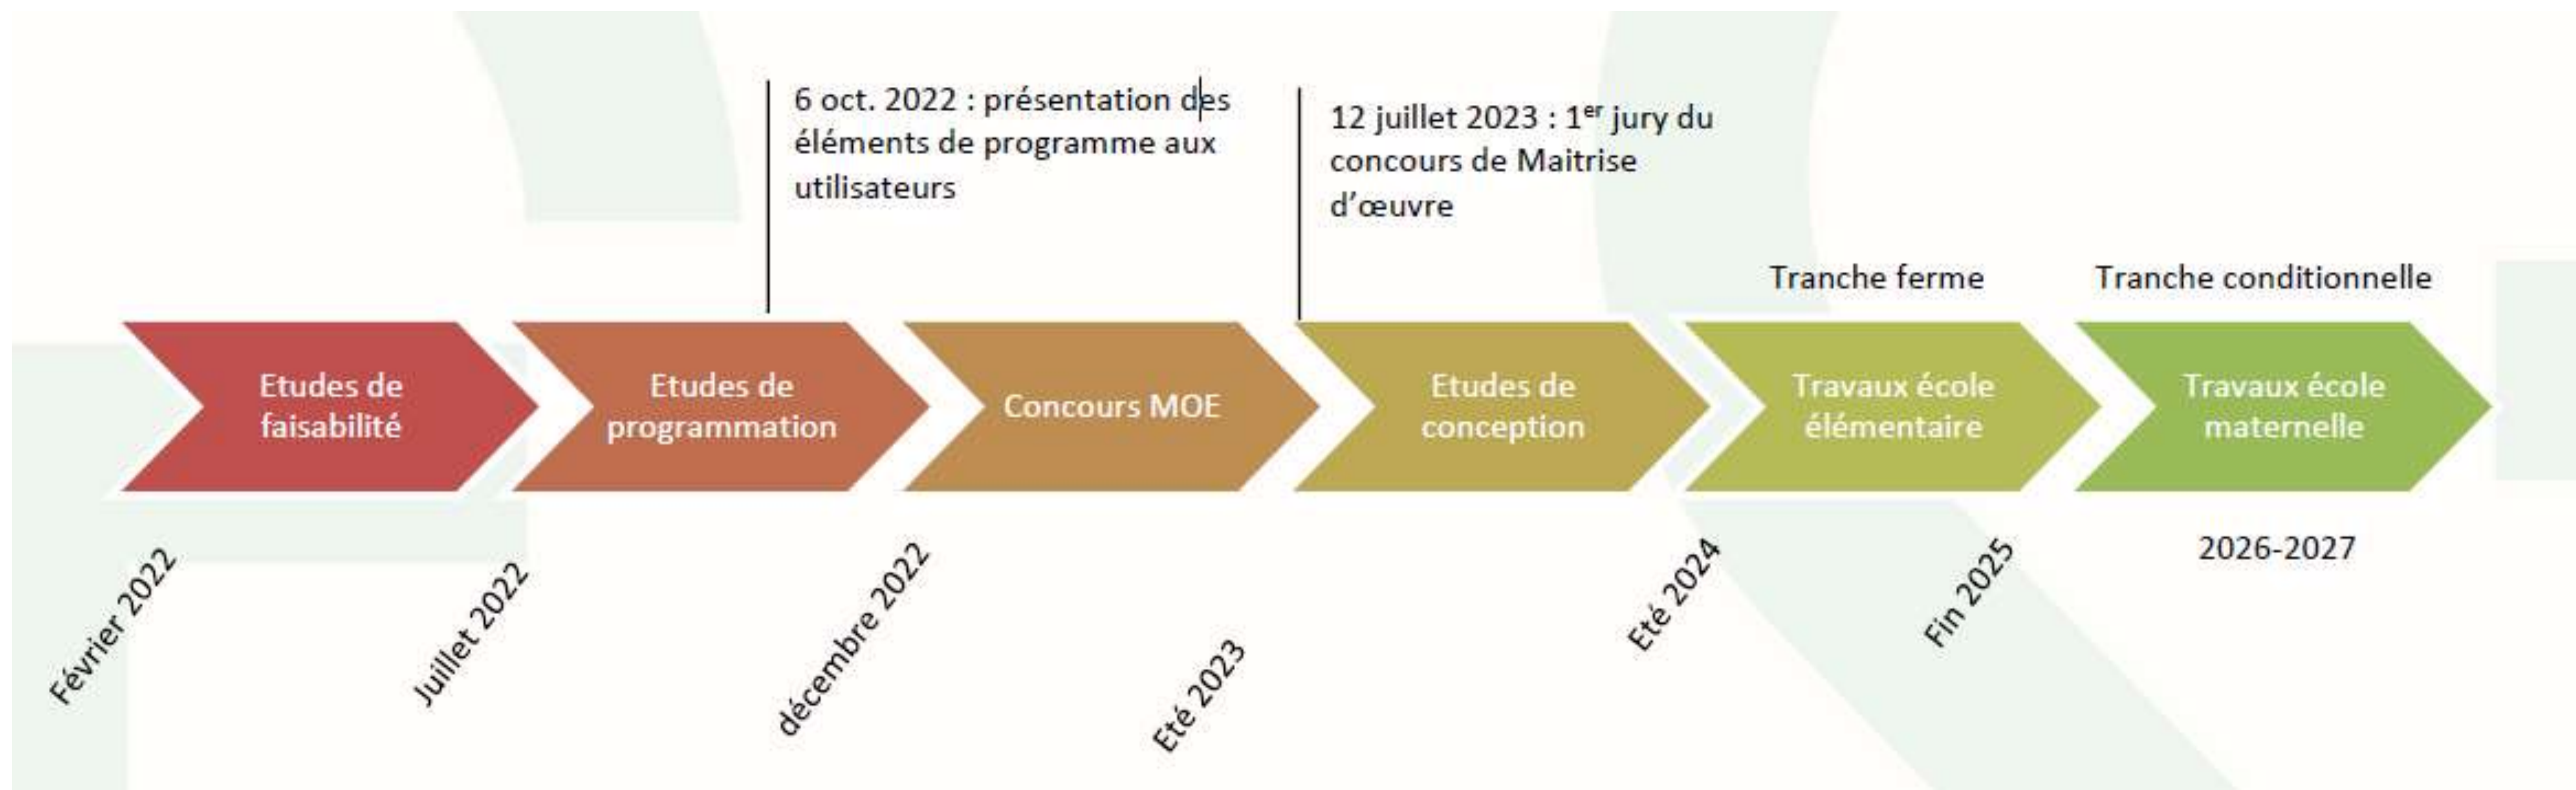 6 oct. 2022 : présentation des
éléments de programme aux
utilisateurs
12 juillet 2023 : 1er jury du
concours de Maitrise
d’œuvre
Tranche ferme
Tranche conditionnelle
Etudes de
faisabilité
Etudes de
programmation
Concours MOE
Etudes de
conception
Travaux école
élémentaire
Travaux école
maternelle
Février 2022
Juillet 2022
décembre 2022
Eté 2023
Eté 2024
Fin 2025
2026-2027